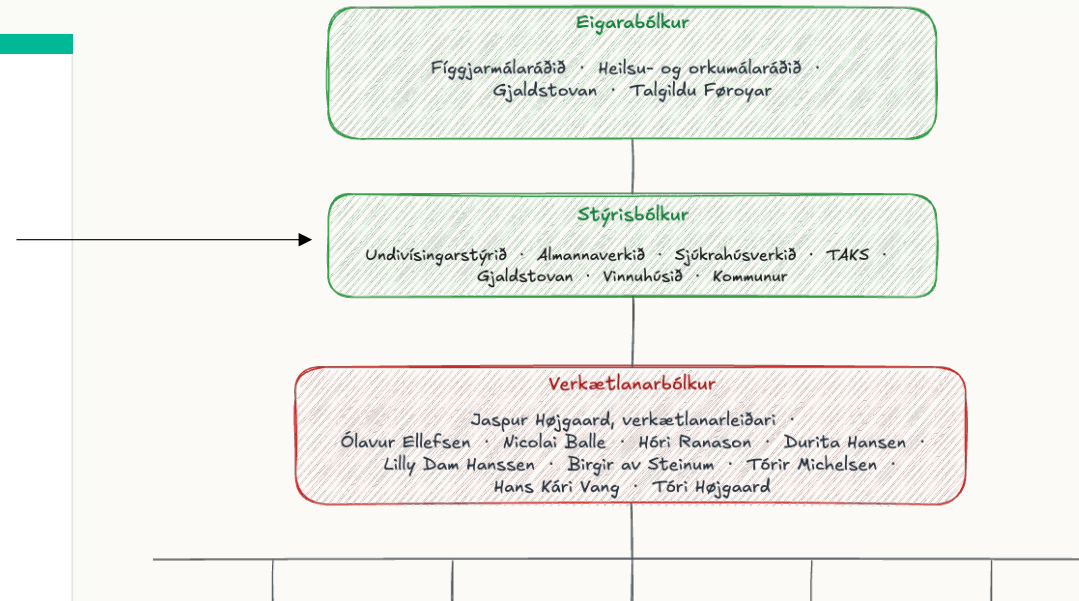 Eigarabólkur
Fíggjarmálaráðið · Heilsu- og orkumálaráðið ·
Gjaldstovan · Talgildu Føroyar
Stýrisbólkur
Undivísingarstýrið · Almannaverkið · Sjúkrahúsverkið · TAKS ·
Gjaldstovan · Vinnuhúsið · Kommunur
Verkætlanarbólkur
Jaspur Højgaard, verkætlanarleiðari ·
Ólavur Ellefsen · Nicolai Balle · Hóri Ranason · Durita Hansen ·
Lilly Dam Hanssen · Birgir av Steinum · Tórir Michelsen ·
Hans Kári Vang · Tóri Højgaard